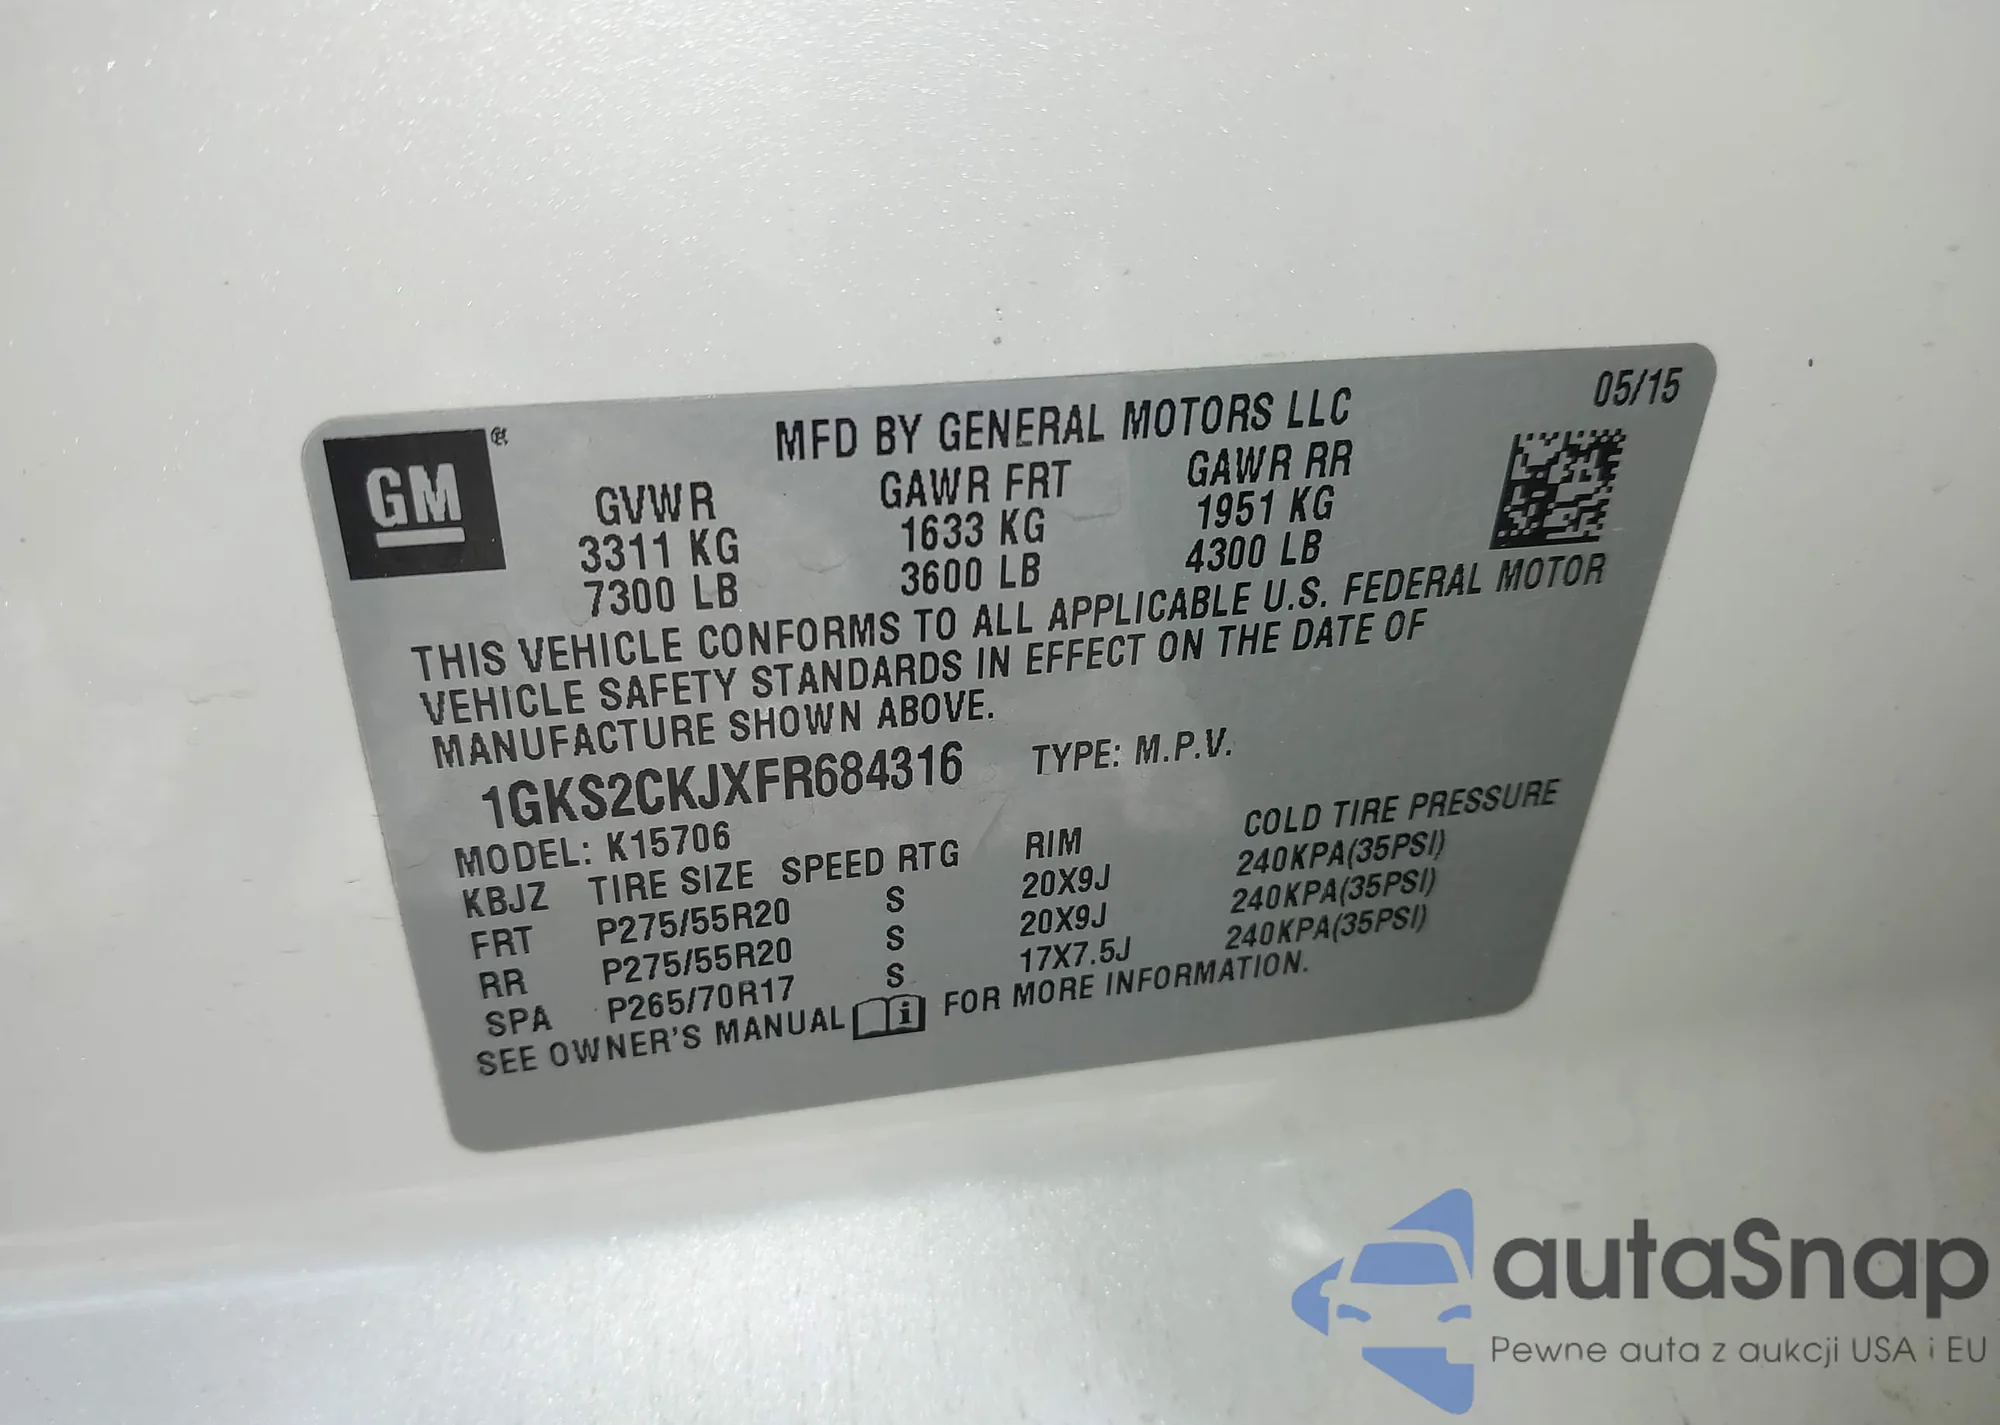 05/15
MFD BY GENERAL MOTORS LLC
GM
GVWR GAWR FRT GAWR RR
3311 KG 1633 KG 1951 KG
7300 LB 3600 LB 4300 LB
THIS VEHICLE CONFORMS TO ALL APPLICABLE U.S. FEDERAL MOTOR
VEHICLE SAFETY STANDARDS IN EFFECT ON THE DATE OF
MANUFACTURE SHOWN ABOVE.
1GKS2CKJXFR684316 TYPE: M.P.V.
MODEL: K15706
KBJZ TIRE SIZE SPEED RTG RIM COLD TIRE PRESSURE
FRT P275/55R20 S 20X9J 240KPA(35PSI)
RR P275/55R20 S 20X9J 240KPA(35PSI)
SPA P265/70R17 S 17X7.5J 240KPA(35PSI)
SEE OWNER'S MANUAL i FOR MORE INFORMATION.
autaSnap
Pewne auta z aukcji USA i EU